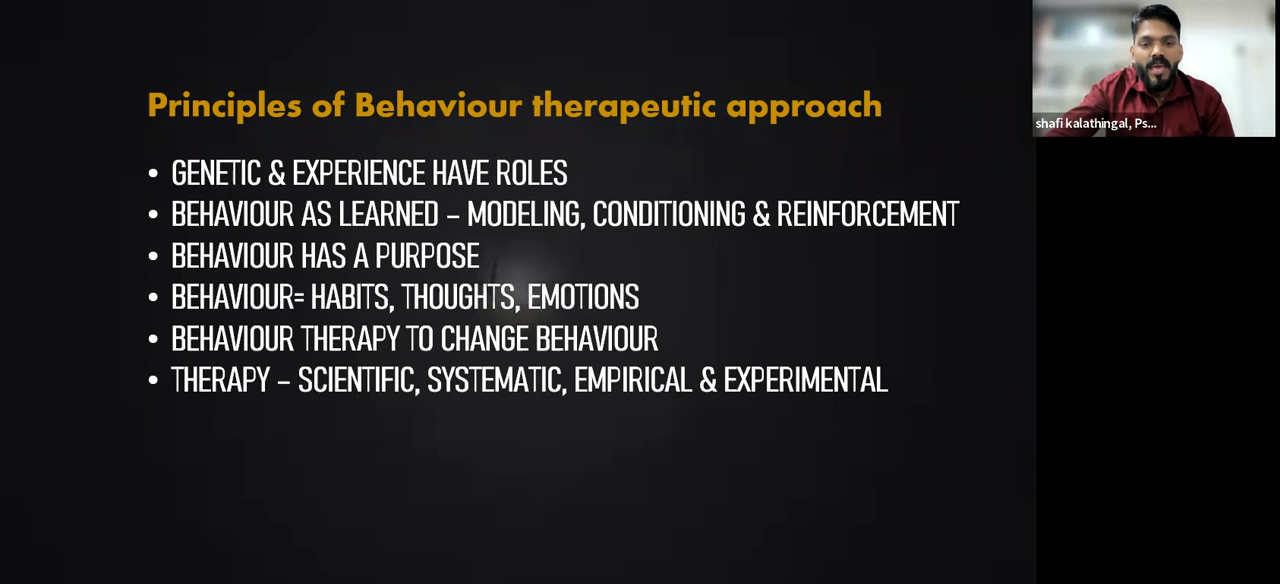 Principles of Behaviour therapeutic approach
• GENETIC & EXPERIENCE HAVE ROLES
• BEHAVIOUR AS LEARNED – MODELING, CONDITIONING & REINFORCEMENT
• BEHAVIOUR HAS A PURPOSE
• BEHAVIOUR= HABITS, THOUGHTS, EMOTIONS
• BEHAVIOUR THERAPY TO CHANGE BEHAVIOUR
• THERAPY – SCIENTIFIC, SYSTEMATIC, EMPIRICAL & EXPERIMENTAL
shafi kalathingal, Ps...